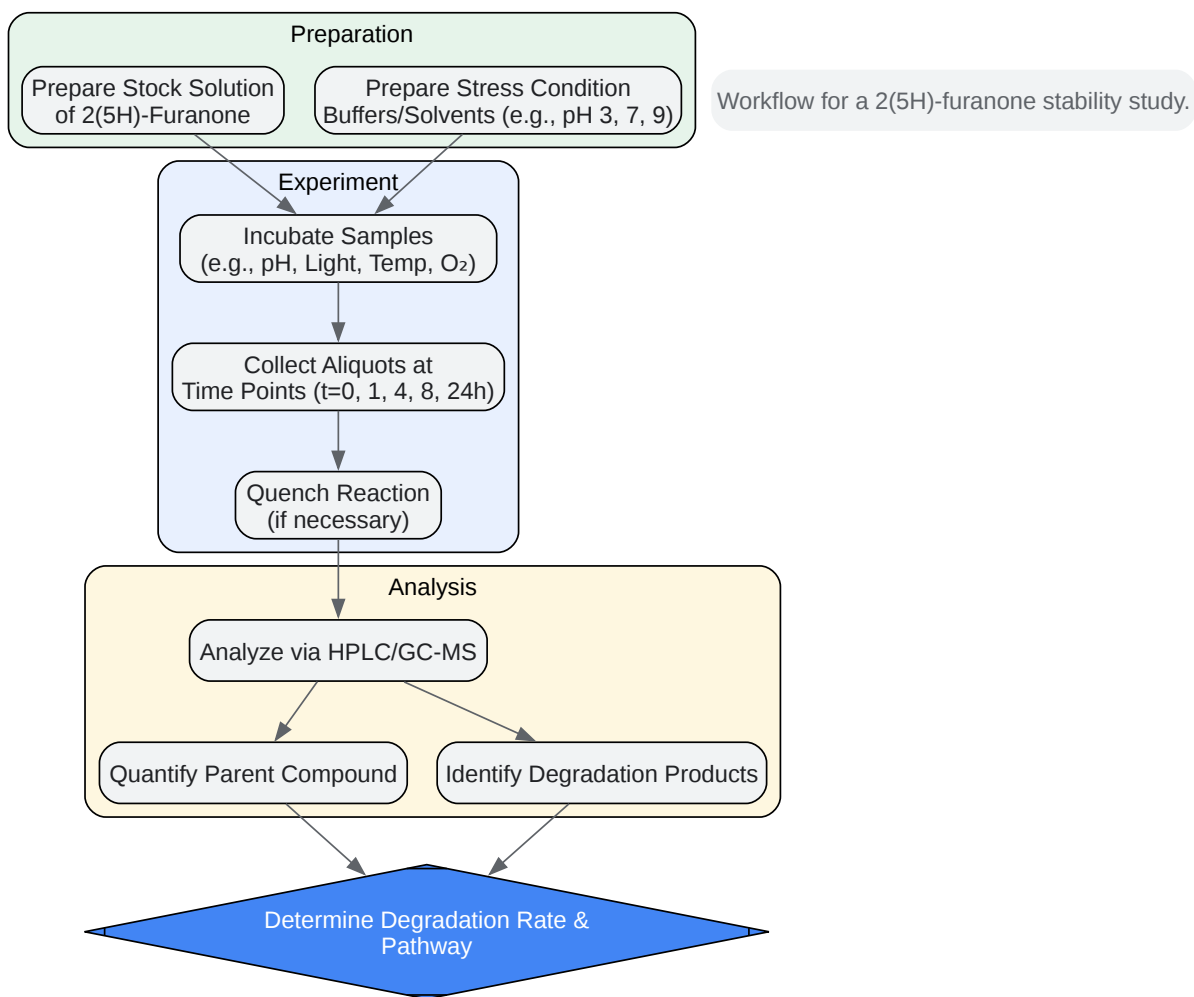 Preparation
Prepare Stock Solution
of 2(5H)-Furanone
Prepare Stress Condition
Buffers/Solvents (e.g., pH 3, 7, 9)
Workflow for a 2(5H)-furanone stability study.
Experiment
Incubate Samples
(e.g., pH, Light, Temp, O₂)
Collect Aliquots at
Time Points (t=0, 1, 4, 8, 24h)
Quench Reaction
(if necessary)
Analysis
Analyze via HPLC/GC-MS
Quantify Parent Compound
Identify Degradation Products
Determine Degradation Rate &
Pathway